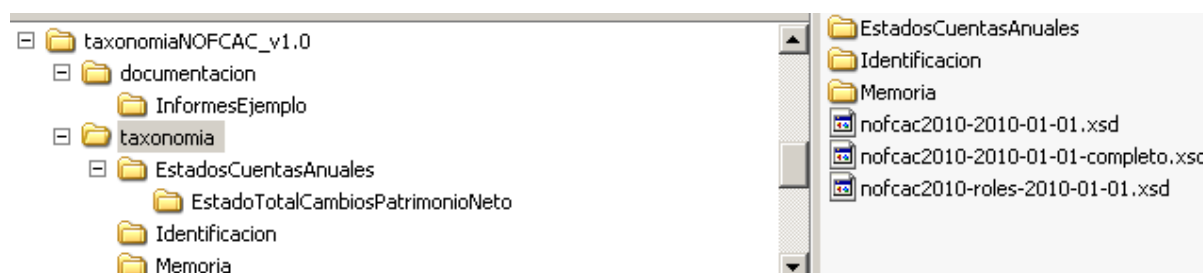 taxonomiaNOFCAC_v1.0
documentacion
InformesEjemplo
taxonomia
EstadosCuentasAnuales
EstadoTotalCambiosPatrimonioNeto
Identificacion
Memoria
EstadosCuentasAnuales
Identificacion
Memoria
nofcac2010-2010-01-01.xsd
nofcac2010-2010-01-01-completo.xsd
nofcac2010-roles-2010-01-01.xsd